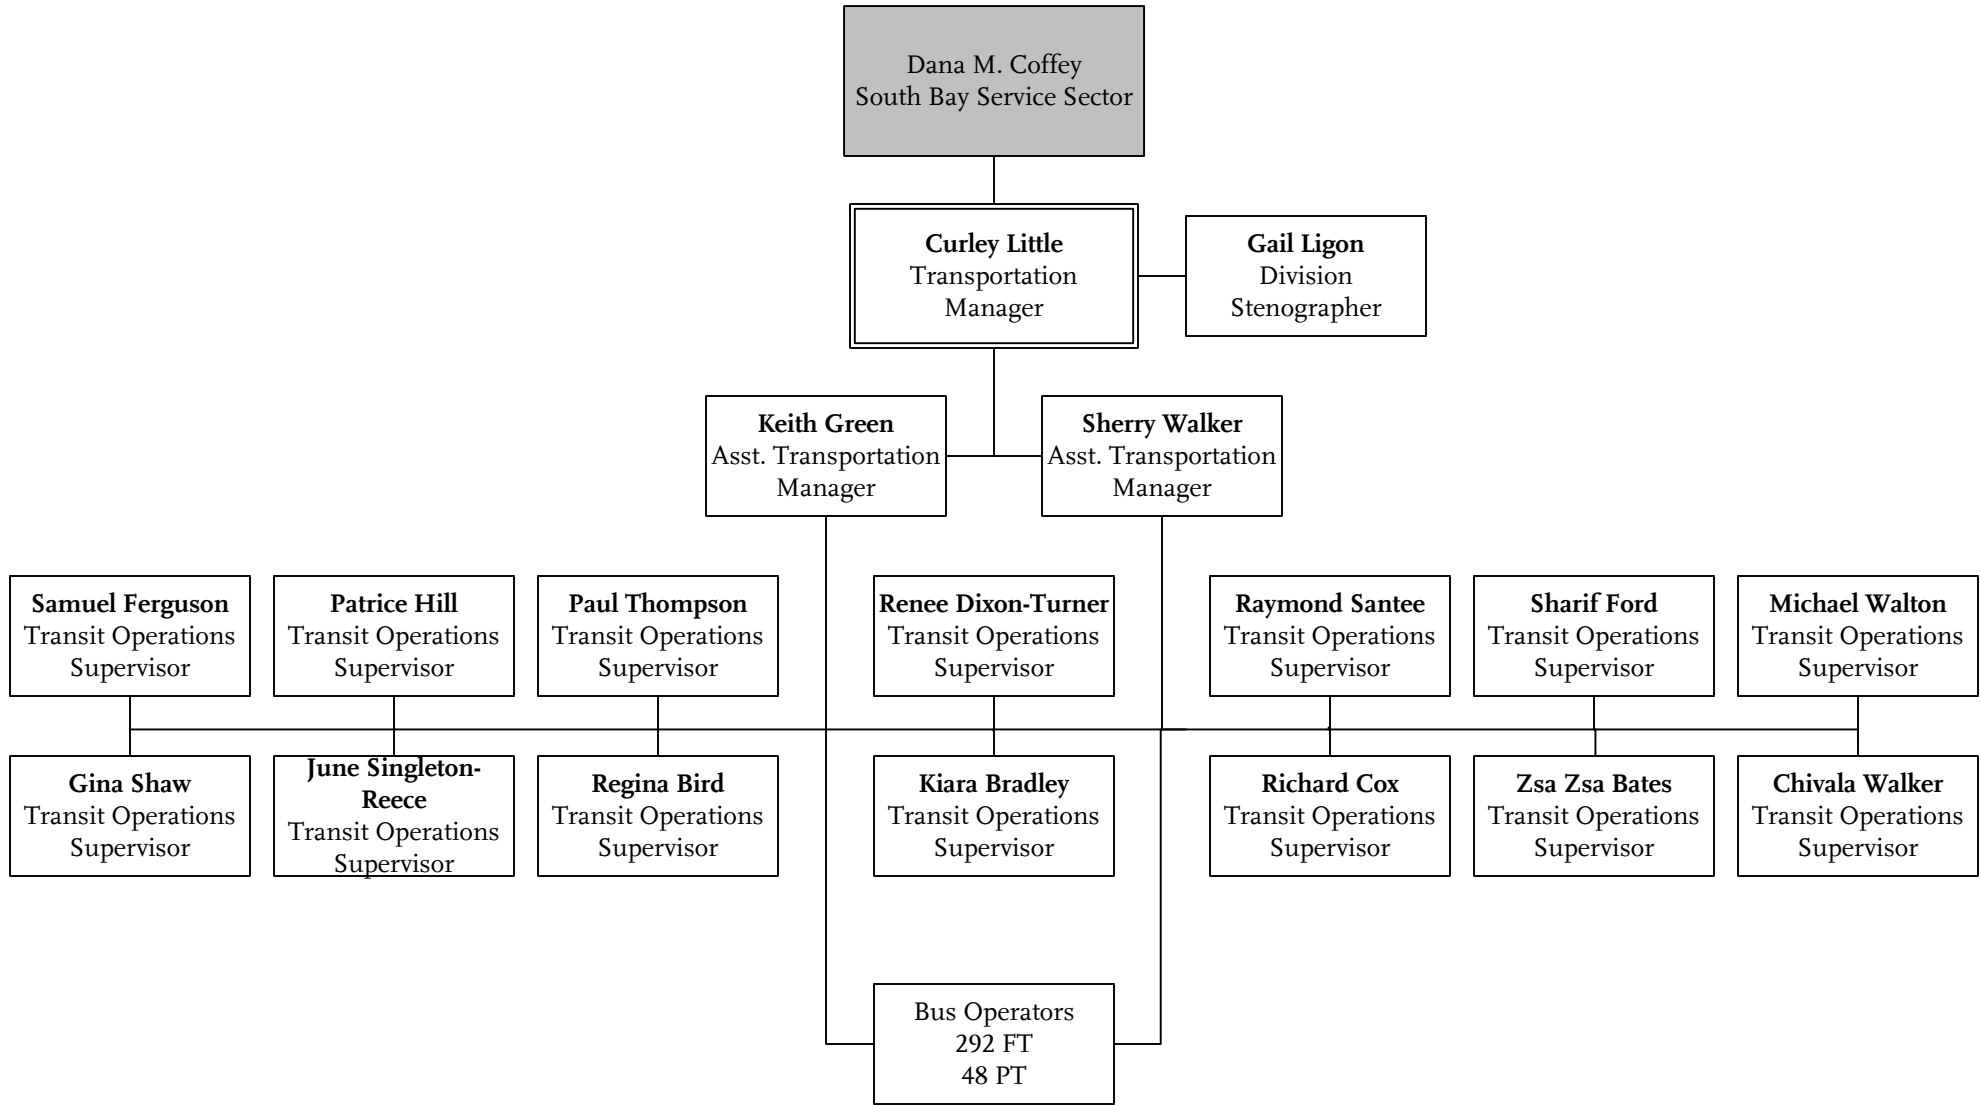 Dana M. Coffey
South Bay Service Sector
Curley Little
Transportation
Manager
Gail Ligon
Division
Stenographer
Keith Green
Asst. Transportation
Manager
Sherry Walker
Asst. Transportation
Manager
Samuel Ferguson
Transit Operations
Supervisor
Patrice Hill
Transit Operations
Supervisor
Paul Thompson
Transit Operations
Supervisor
Renee Dixon-Turner
Transit Operations
Supervisor
Raymond Santee
Transit Operations
Supervisor
Sharif Ford
Transit Operations
Supervisor
Michael Walton
Transit Operations
Supervisor
Gina Shaw
Transit Operations
Supervisor
June Singleton-
Reece
Transit Operations
Supervisor
Regina Bird
Transit Operations
Supervisor
Kiara Bradley
Transit Operations
Supervisor
Richard Cox
Transit Operations
Supervisor
Zsa Zsa Bates
Transit Operations
Supervisor
Chivala Walker
Transit Operations
Supervisor
Bus Operators
292 FT
48 PT